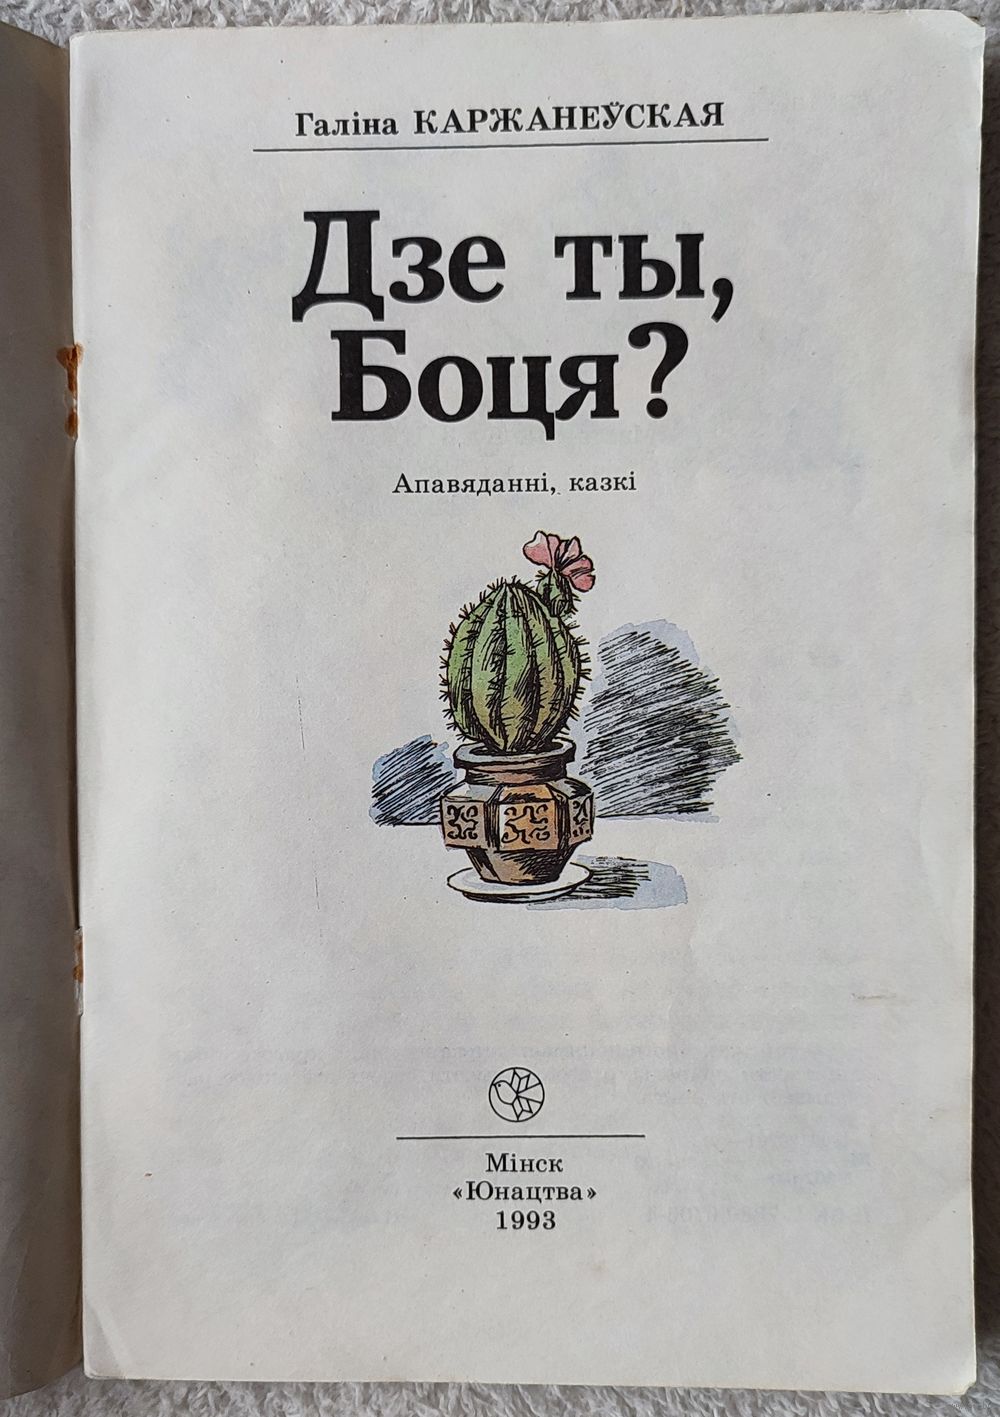 Галіна КАРЖАНЕЎСКАЯ
Дзе ты,
Боця?
Апавяданні, казкі
Мінск
«Юнацтва»
1993